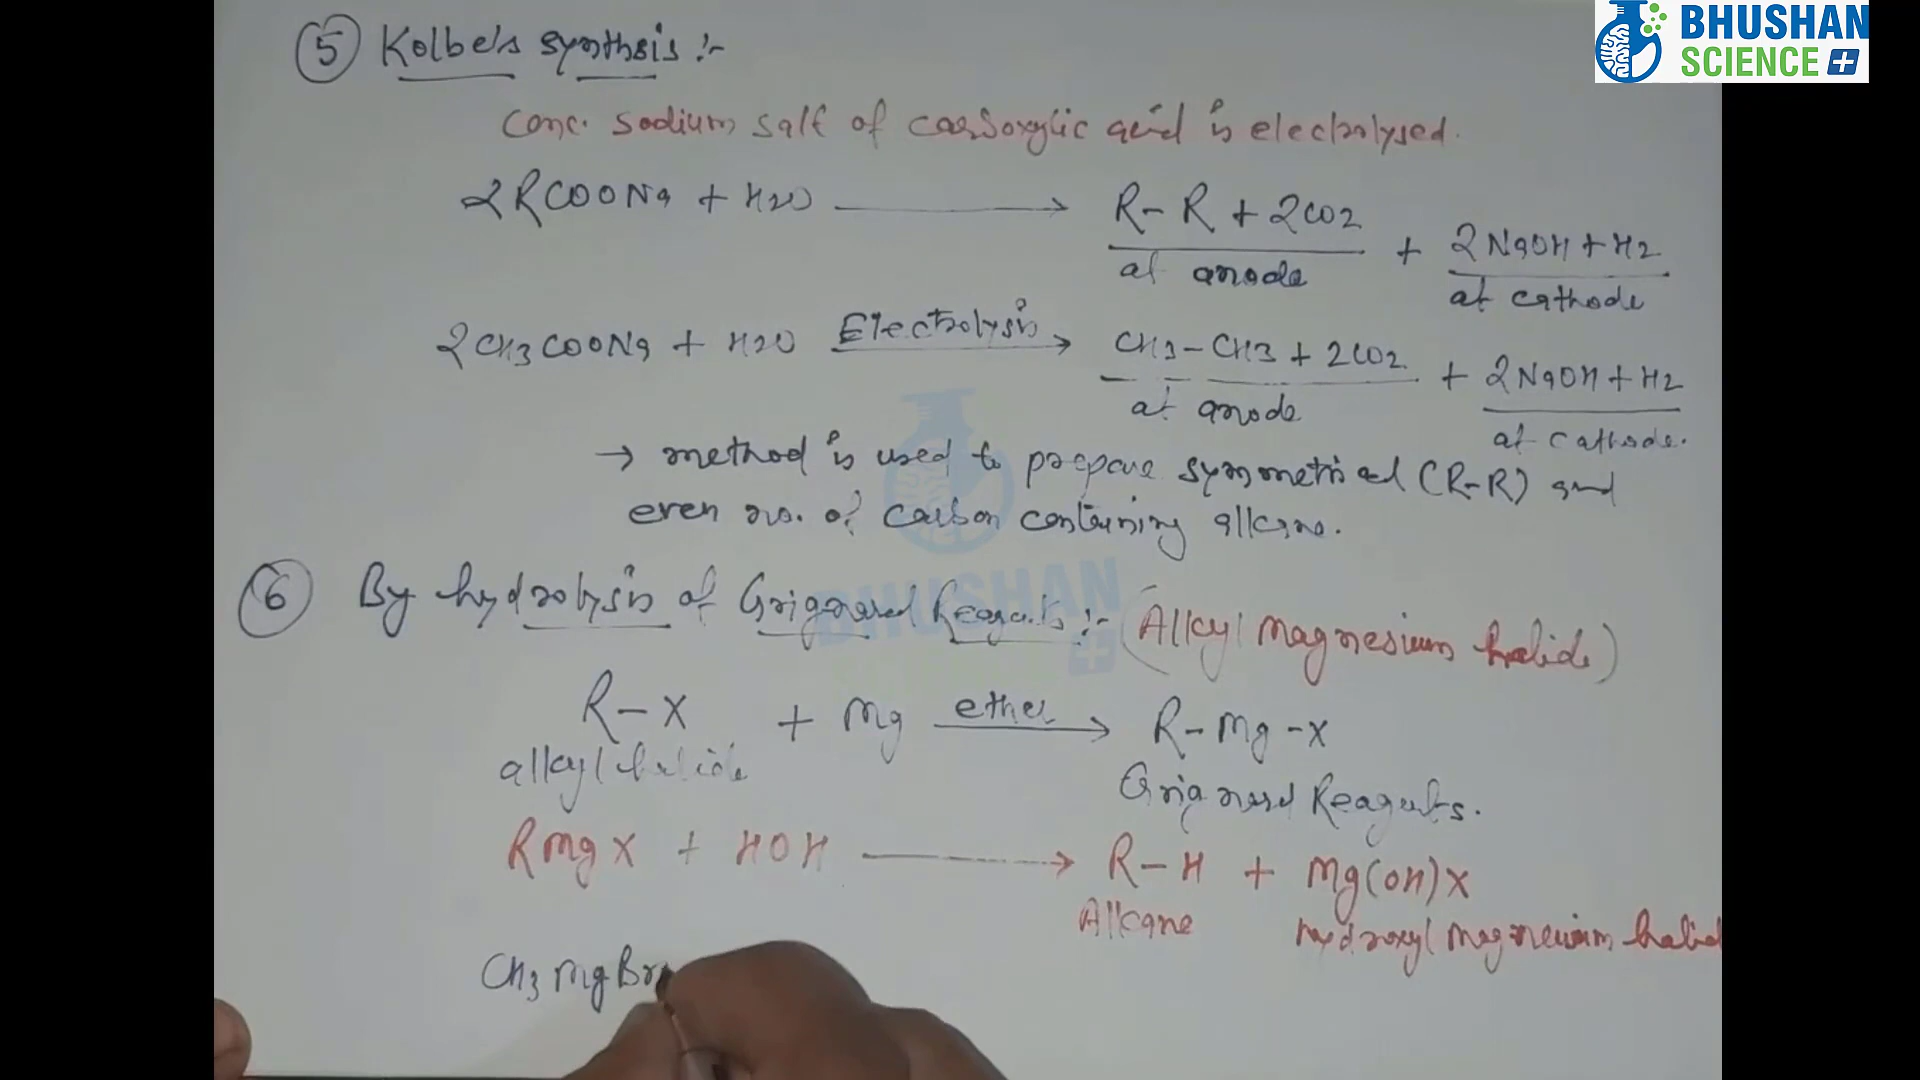 BHUSHAN
SCIENCE +
⑤ Kolbe's synthsis :-
Conc. sodium salt of carboxylic acid is electrolysed.
2RCOONa + H2O ⟶ R-R + 2CO2 + 2NaOH + H2
at anode at cathode
2CH3COONa + H2O Electrolysis ⟶ CH3-CH3 + 2CO2 + 2NaOH + H2
at anode at cathode.
→ method is used to prepare symmetrical (R-R) and
even no. of carbon containing alkane.
⑥ By hydrolysis of Grignard Reagents :- (Alkyl magnesium halide)
R-X + Mg ether ⟶ R-Mg-X
alkyl halide Grignard Reagents.
RMgX + HOH ⟶ R-H + Mg(OH)X
Alkane Hydroxyl Magnesium halid
CH3MgBr
BHUSHAN